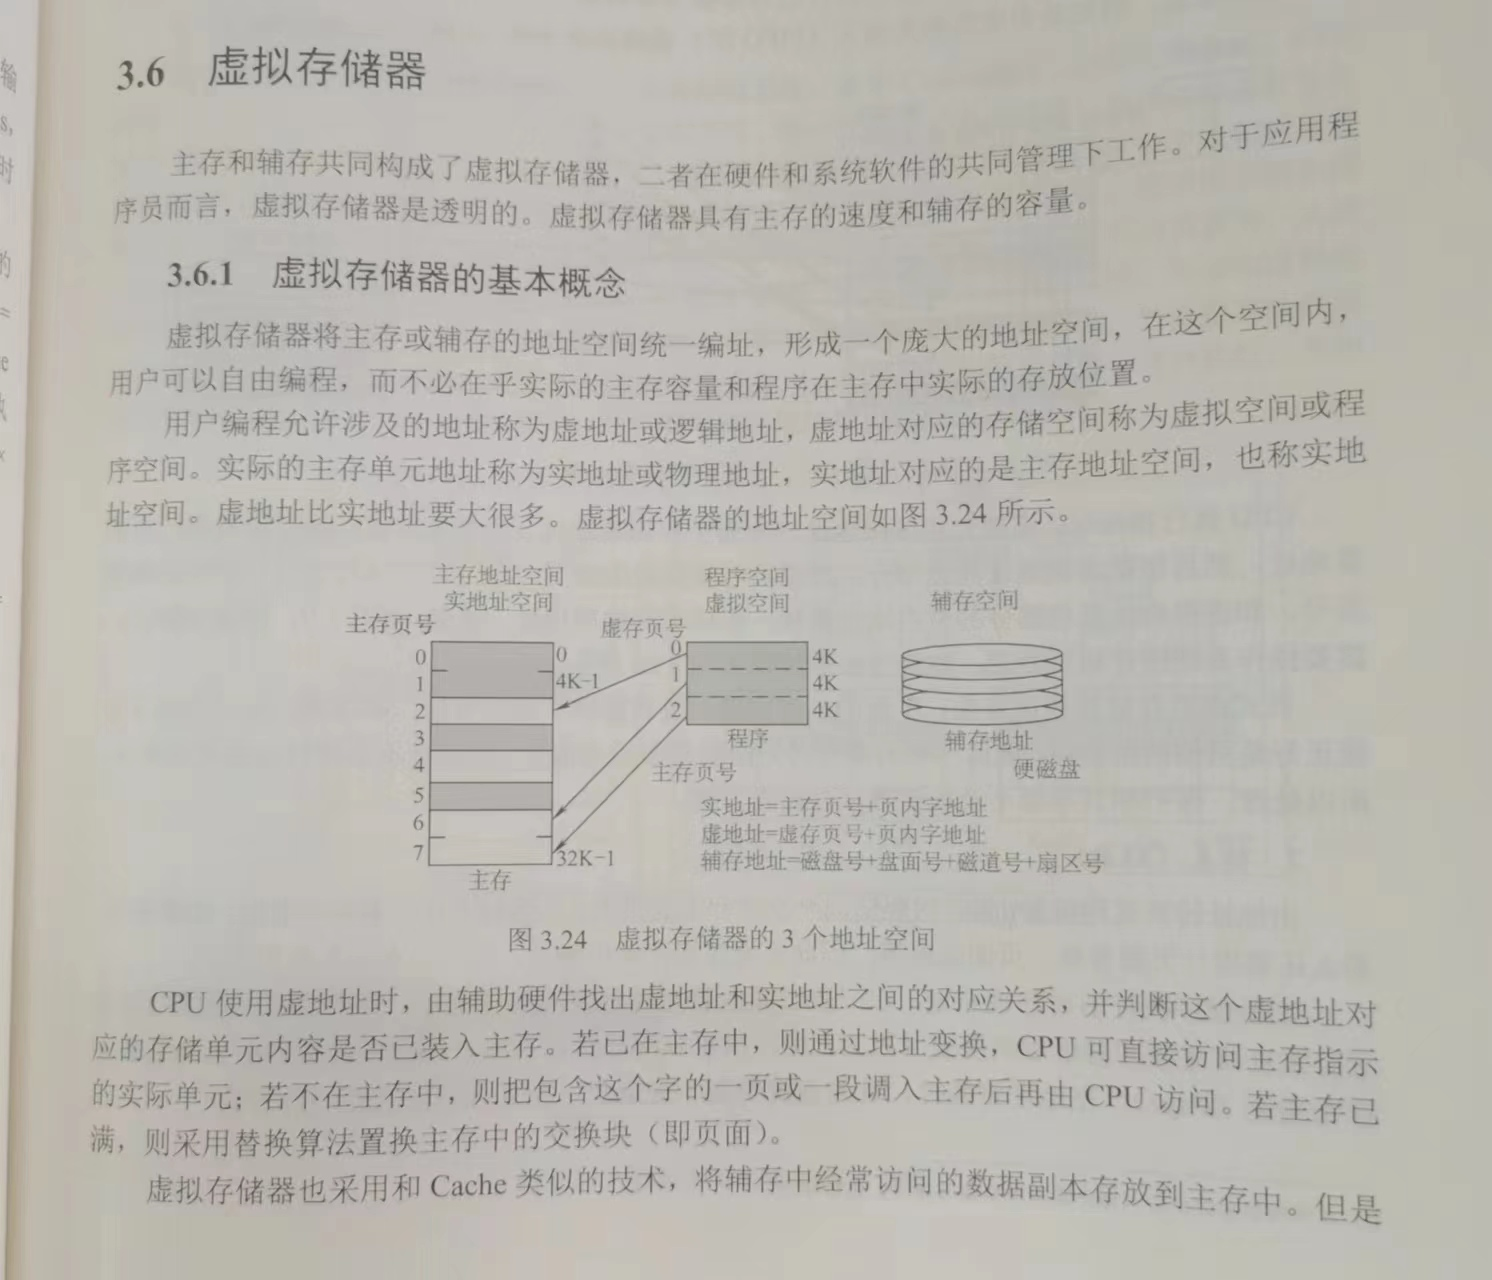 3.6 虚拟存储器
主存和辅存共同构成了虚拟存储器，二者在硬件和系统软件的共同管理下工作。对于应用程
序员而言，虚拟存储器是透明的。虚拟存储器具有主存的速度和辅存的容量。
3.6.1 虚拟存储器的基本概念
虚拟存储器将主存或辅存的地址空间统一编址，形成一个庞大的地址空间，在这个空间内，
用户可以自由编程，而不必在乎实际的主存容量和程序在主存中实际的存放位置。
用户编程允许涉及的地址称为虚地址或逻辑地址，虚地址对应的存储空间称为虚拟空间或程
序空间。实际的主存单元地址称为实地址或物理地址，实地址对应的是主存地址空间，也称实地
址空间。虚地址比实地址要大很多。虚拟存储器的地址空间如图 3.24 所示。
主存地址空间
实地址空间
主存页号
0
1
2
3
4
5
6
7
0
4K-1
32K-1
主存
程序空间
虚拟空间
虚存页号
0
1
2
4K
4K
4K
程序
主存页号
辅存空间
辅存地址
硬磁盘
实地址=主存页号+页内字地址
虚地址=虚存页号+页内字地址
辅存地址=磁盘号+盘面号+磁道号+扇区号
图 3.24 虚拟存储器的 3 个地址空间
CPU 使用虚地址时，由辅助硬件找出虚地址和实地址之间的对应关系，并判断这个虚地址对
应的存储单元内容是否已装入主存。若已在主存中，则通过地址变换，CPU 可直接访问主存指示
的实际单元；若不在主存中，则把包含这个字的一页或一段调入主存后再由 CPU 访问。若主存已
满，则采用替换算法置换主存中的交换块（即页面）。
虚拟存储器也采用和 Cache 类似的技术，将辅存中经常访问的数据副本存放到主存中。但是
输
s,
时
的
=